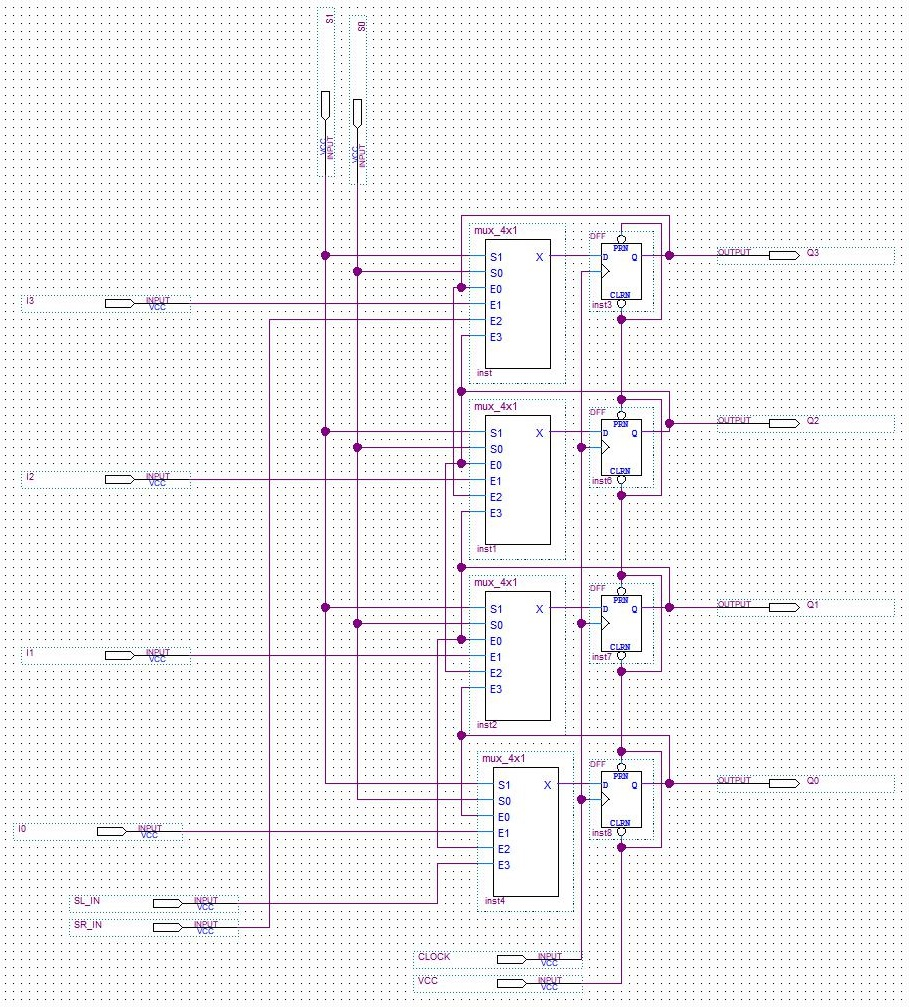 S1
S0
VCC
INPUT
VCC
INPUT
mux_4x1
DFF
PRN
S1
X
D
Q
OUTPUT
Q3
S0
E0
I3
INPUT
VCC
E1
CLRN
inst3
E2
E3
inst
mux_4x1
DFF
PRN
S1
X
D
Q
OUTPUT
Q2
S0
E0
I2
INPUT
VCC
E1
CLRN
inst6
E2
E3
inst1
mux_4x1
DFF
PRN
S1
X
D
Q
OUTPUT
Q1
S0
E0
I1
INPUT
VCC
E1
CLRN
inst7
E2
E3
inst2
mux_4x1
DFF
PRN
S1
X
D
Q
OUTPUT
Q0
S0
E0
I0
INPUT
VCC
E1
CLRN
inst8
E2
E3
inst4
SL_IN
INPUT
VCC
SR_IN
INPUT
VCC
CLOCK
INPUT
VCC
VCC
INPUT
VCC